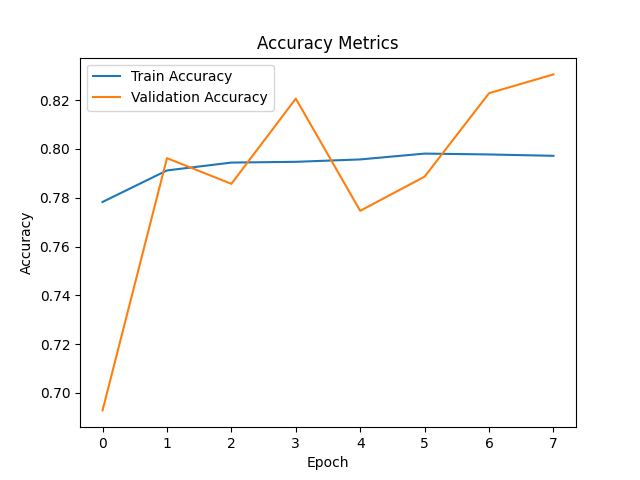 Accuracy Metrics
Train Accuracy
Validation Accuracy
0.82
0.80
0.78
0.76
0.74
0.72
0.70
Accuracy
0 1 2 3 4 5 6 7
Epoch